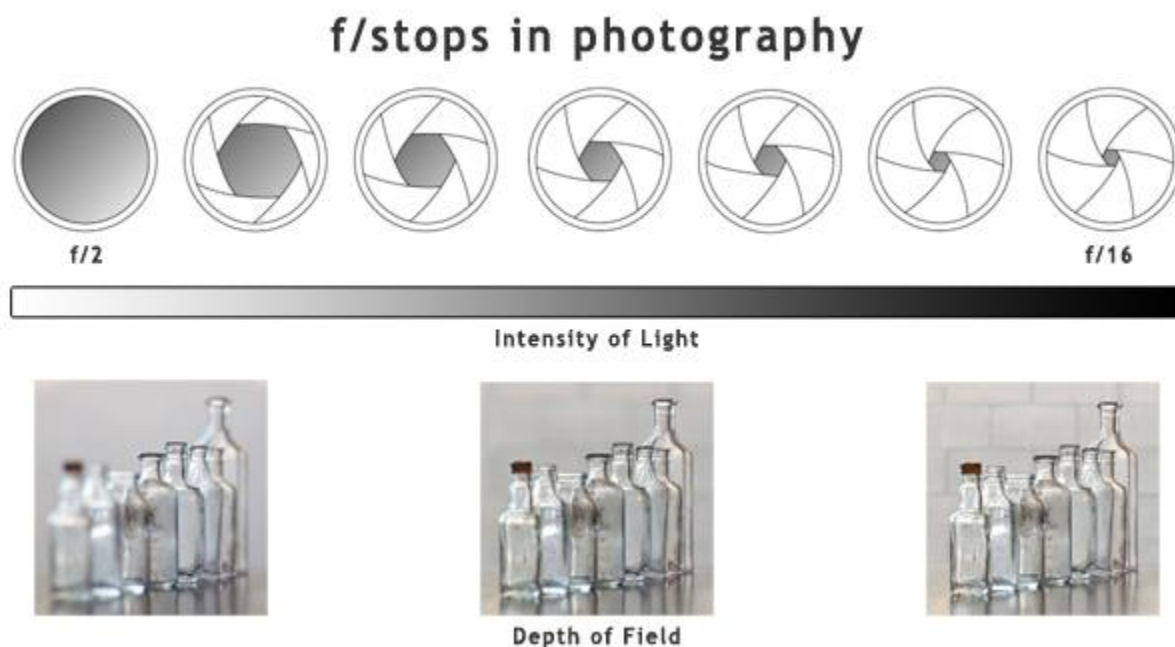 f/stops in photography
f/2
f/16
Intensity of Light
Depth of Field